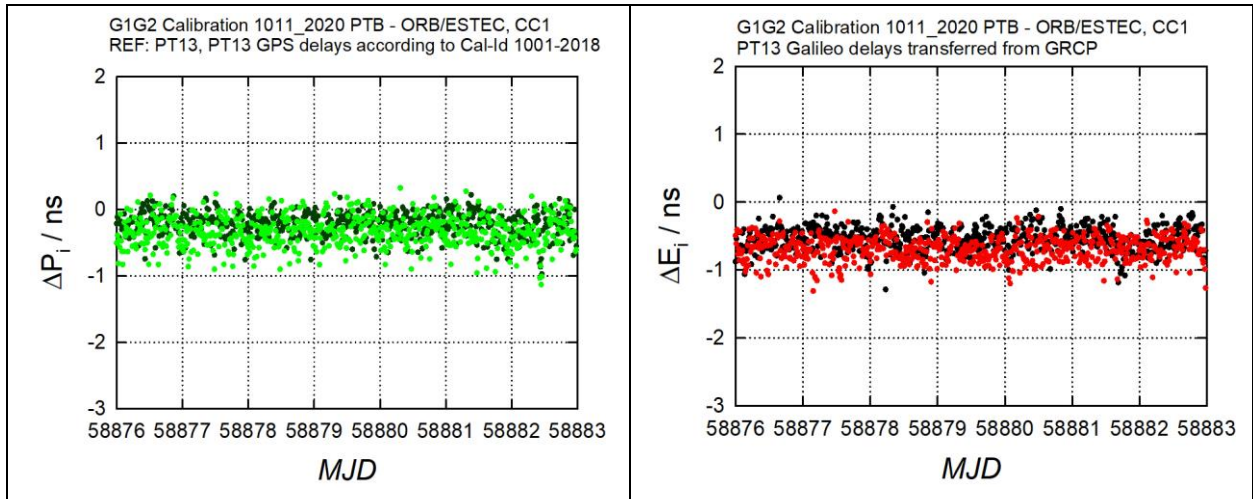 G1G2 Calibration 1011_2020 PTB - ORB/ESTEC, CC1
REF: PT13, PT13 GPS delays according to Cal-Id 1001-2018
2
1
0
-1
-2
-3
ΔPi / ns
58876 58877 58878 58879 58880 58881 58882 58883
MJD
G1G2 Calibration 1011_2020 PTB - ORB/ESTEC, CC1
PT13 Galileo delays transferred from GRCP
2
1
0
-1
-2
-3
ΔEi / ns
58876 58877 58878 58879 58880 58881 58882 58883
MJD